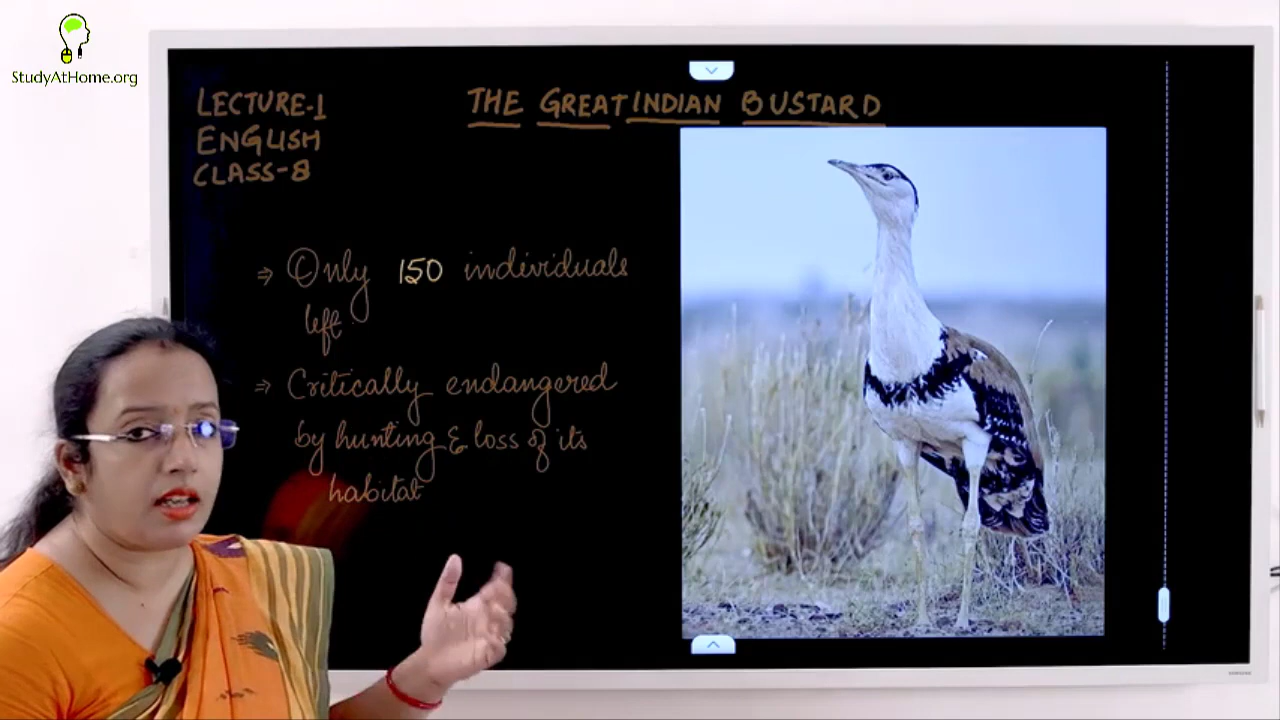 StudyAtHome.org
LECTURE-1
ENGLISH
CLASS-8
THE GREAT INDIAN BUSTARD
⇒ Only 150 individuals
left.
⇒ Critically endangered
by hunting & loss of its
habitat
SAMSUNG